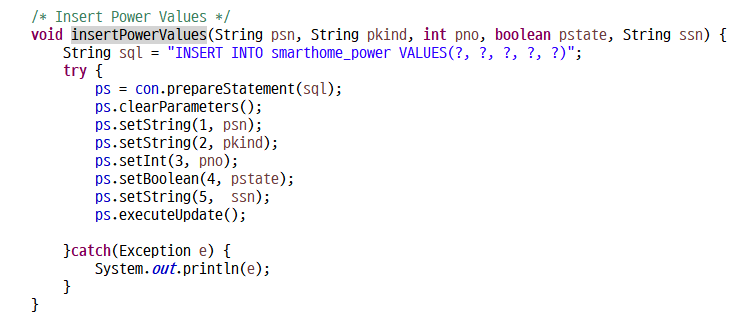 /* Insert Power Values */
void insertPowerValues(String psn, String pkind, int pno, boolean pstate, String ssn) {
    String sql = "INSERT INTO smarthome_power VALUES(?, ?, ?, ?, ?)";
    try {
        ps = con.prepareStatement(sql);
        ps.clearParameters();
        ps.setString(1, psn);
        ps.setString(2, pkind);
        ps.setInt(3, pno);
        ps.setBoolean(4, pstate);
        ps.setString(5,  ssn);
        ps.executeUpdate();

    }catch(Exception e) {
        System.out.println(e);
    }
}